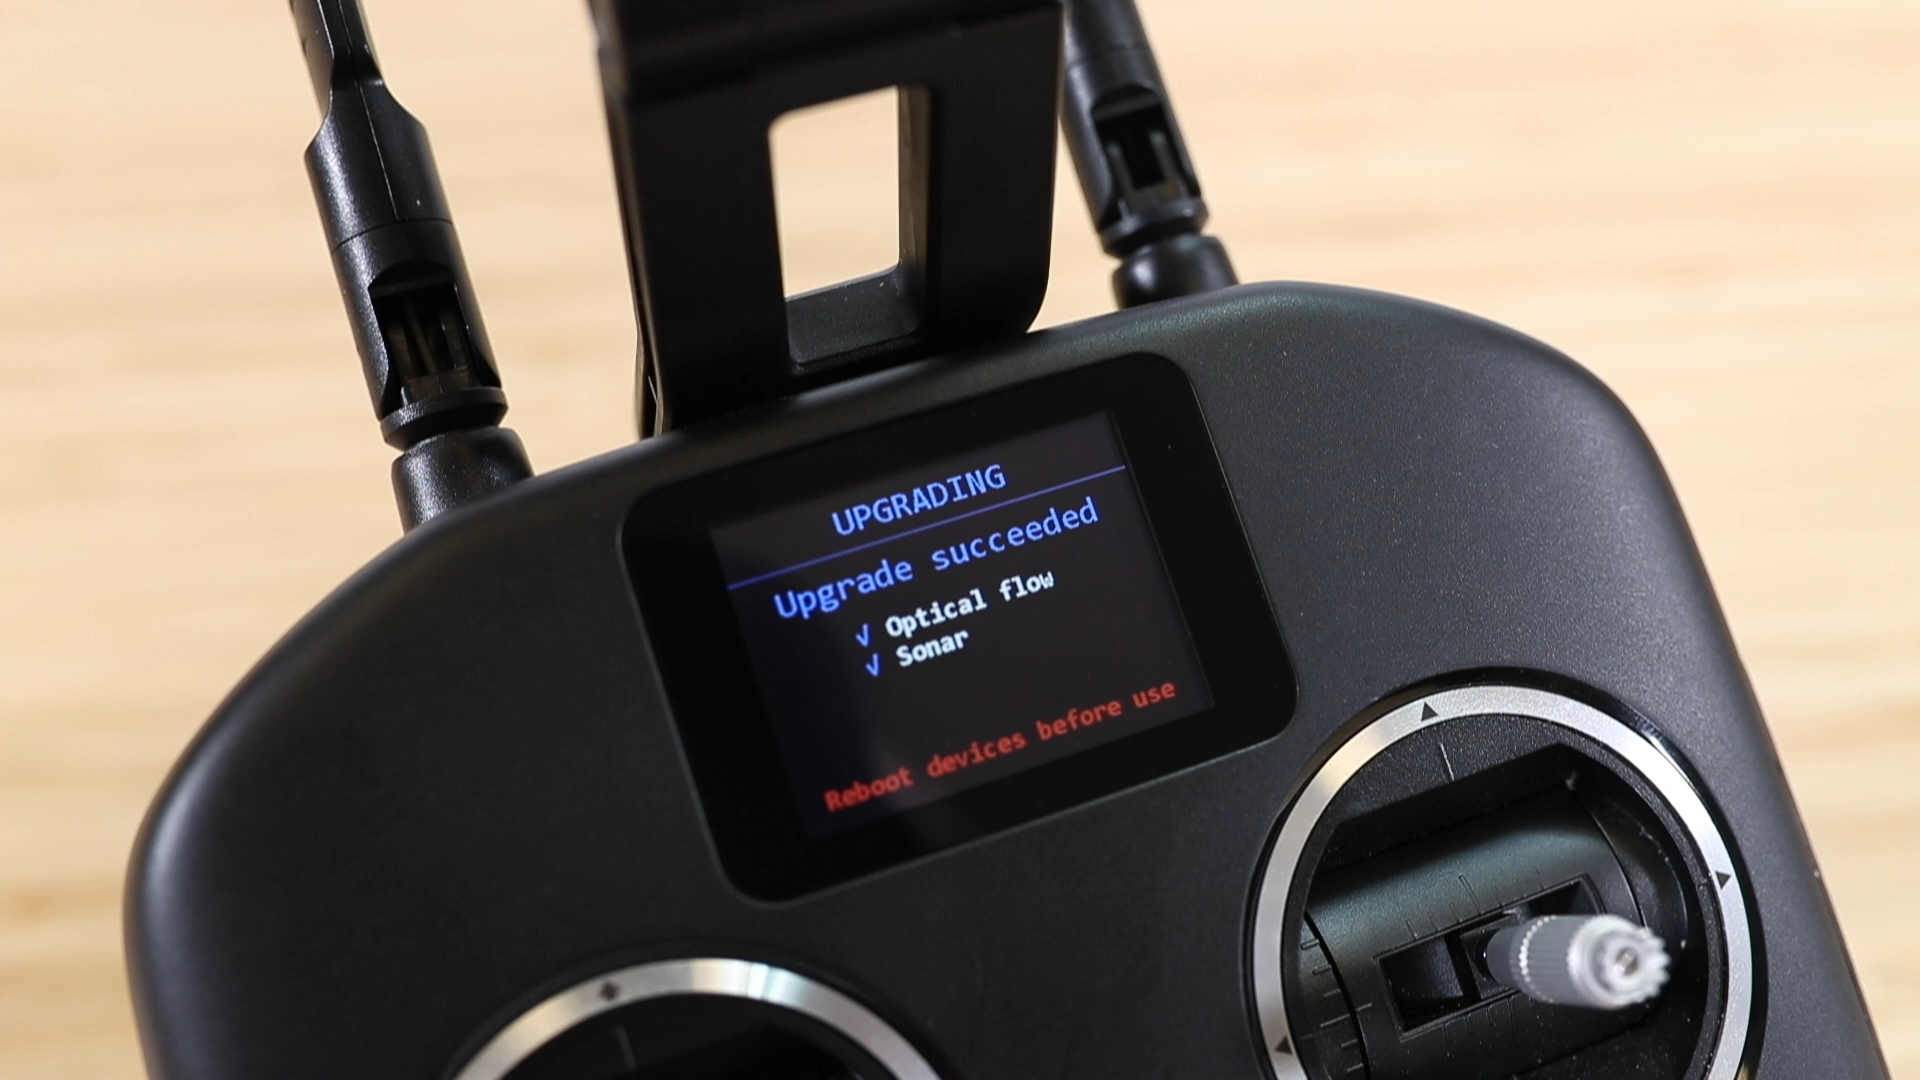 UPGRADING
Upgrade succeeded
√ Optical flow
√ Sonar
Reboot devices before use